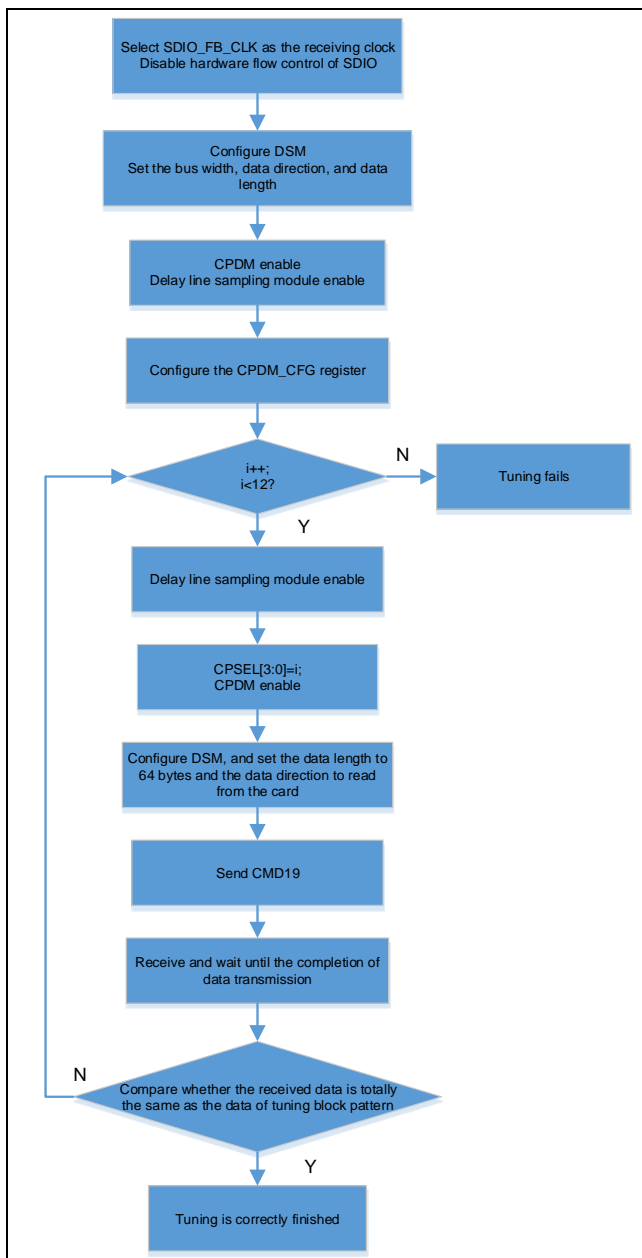 Select SDIO_FB_CLK as the receiving clock
Disable hardware flow control of SDIO
Configure DSM
Set the bus width, data direction, and data
length
CPDM enable
Delay line sampling module enable
Configure the CPDM_CFG register
i++;
i<12?
N
Tuning fails
Y
Delay line sampling module enable
CPSEL[3:0]=i;
CPDM enable
Configure DSM, and set the data length to
64 bytes and the data direction to read
from the card
Send CMD19
Receive and wait until the completion of
data transmission
N
Compare whether the received data is totally
the same as the data of tuning block pattern
Y
Tuning is correctly finished